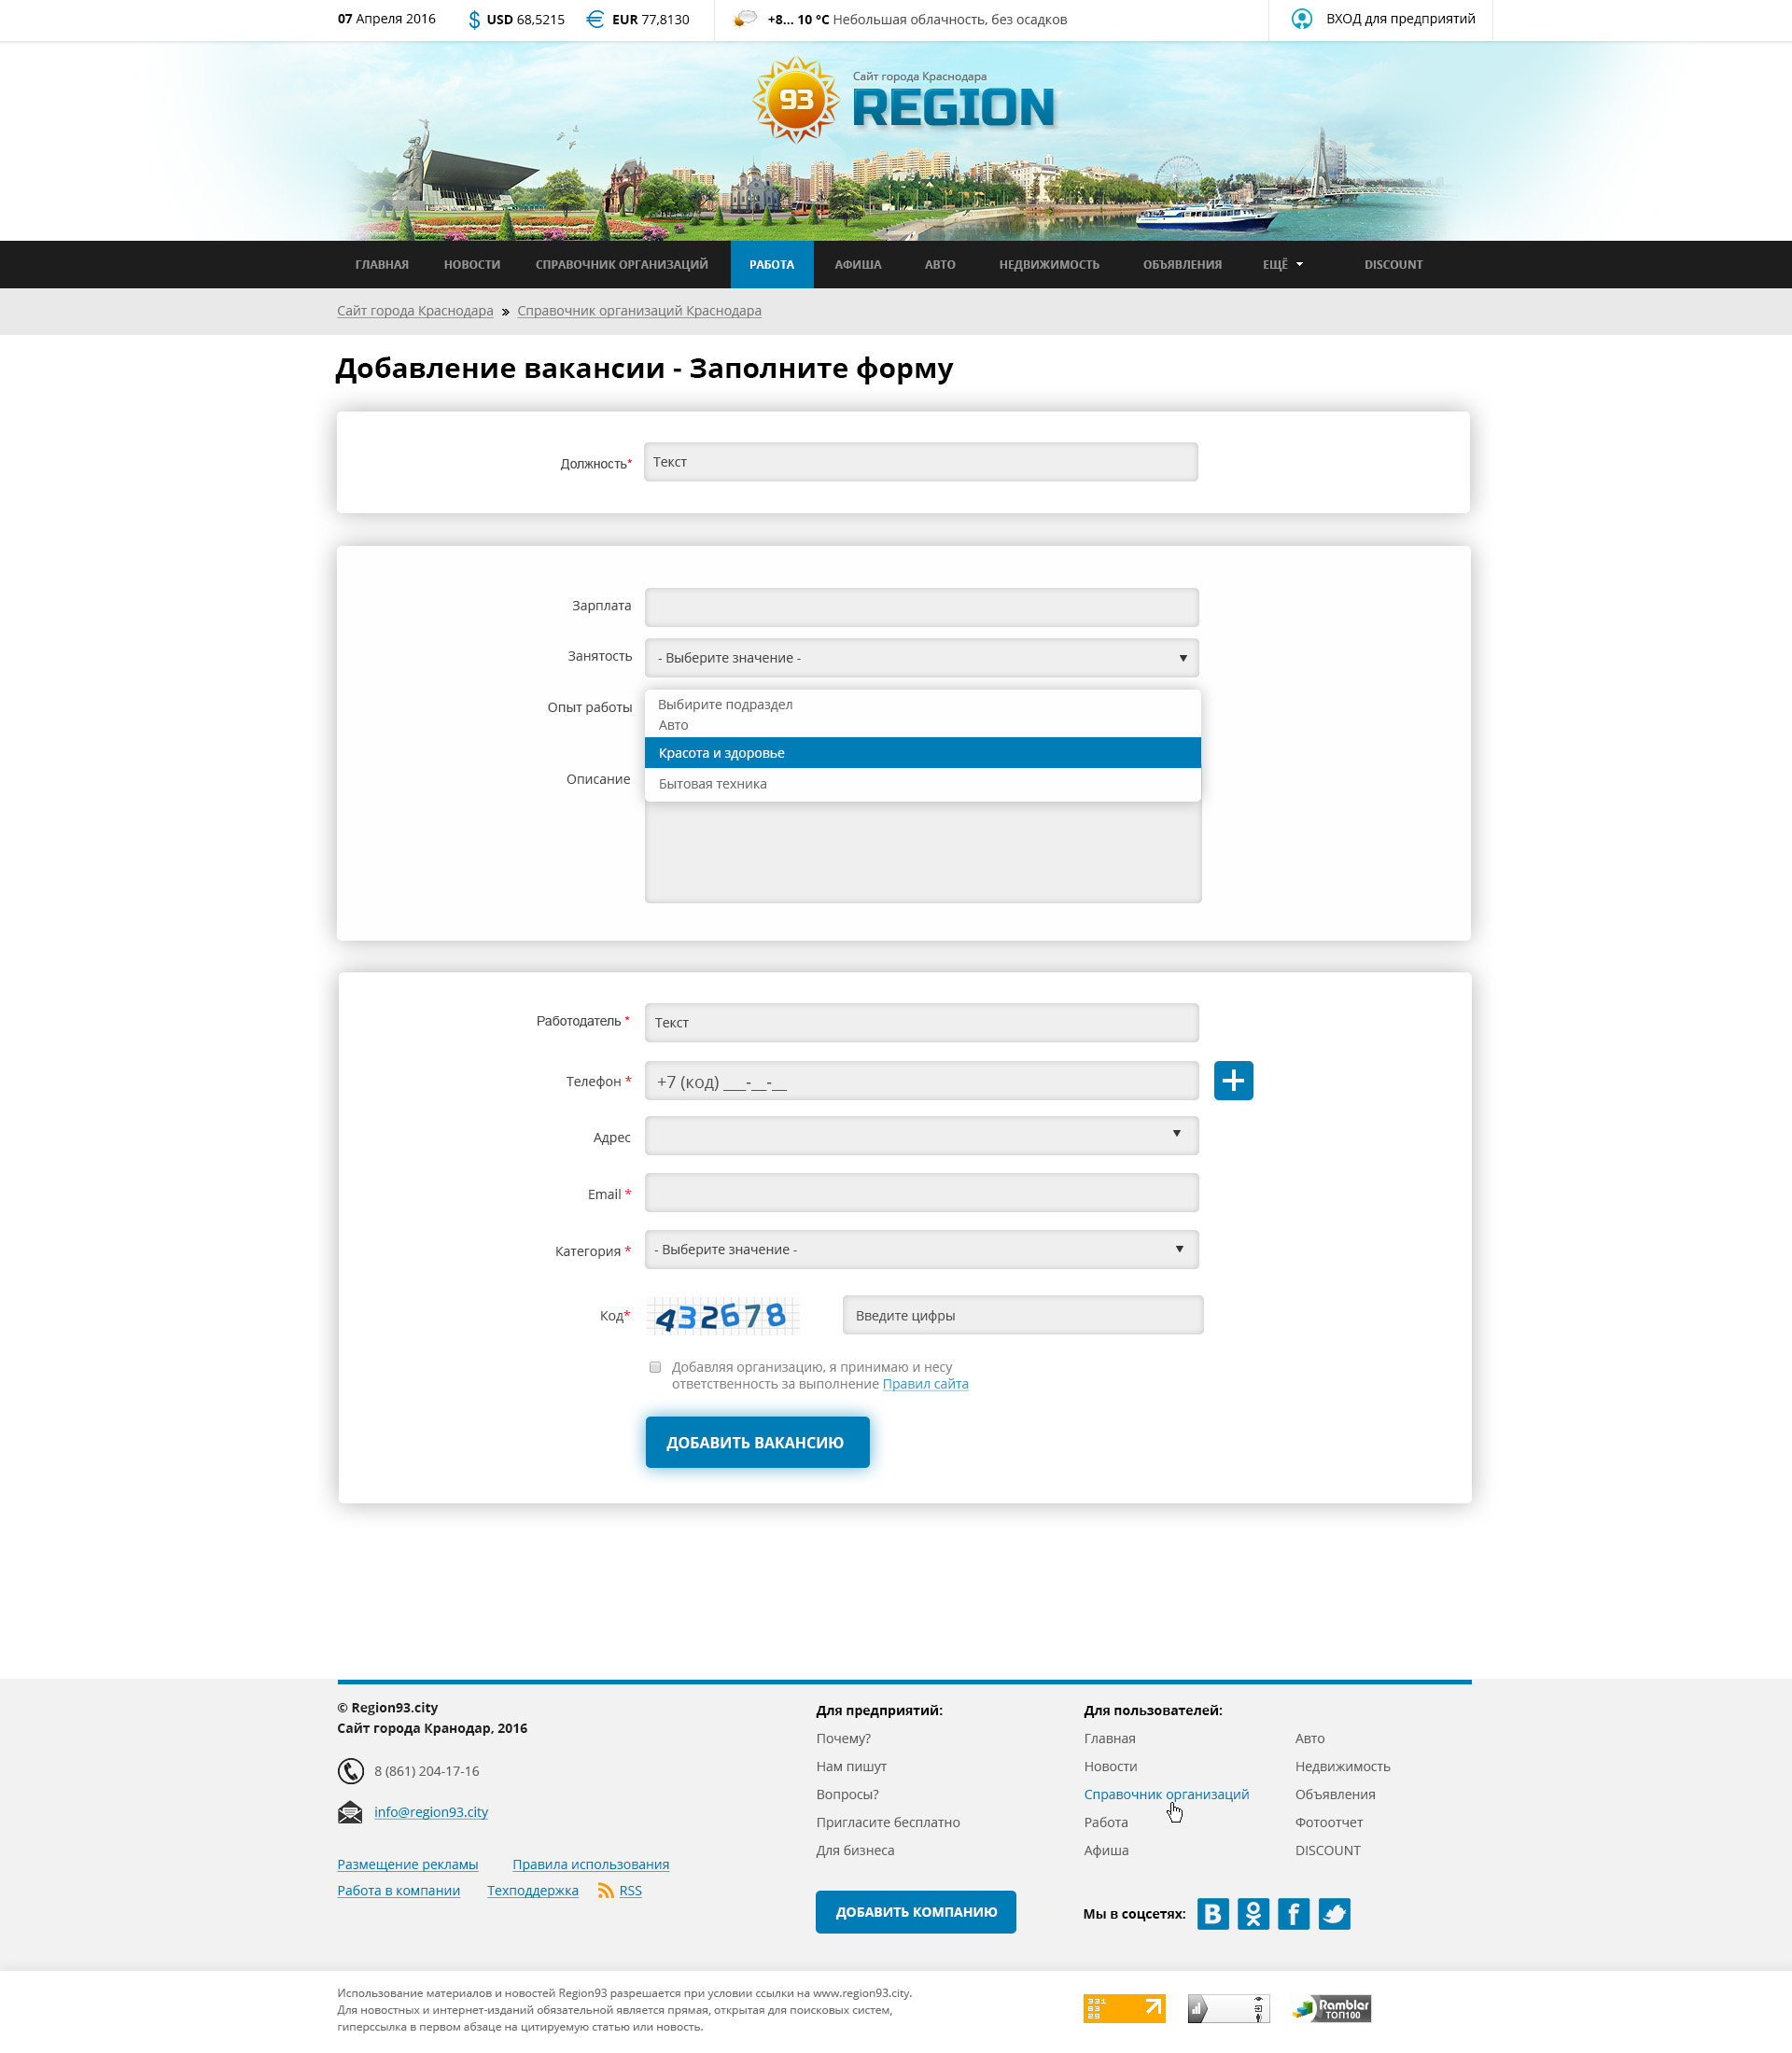 07 Апреля 2016 USD 68,5215 EUR 77,8130 +8... 10 °C Небольшая облачность, без осадков ВХОД для предприятий
93
Сайт города Краснодара
REGION
ГЛАВНАЯ НОВОСТИ СПРАВОЧНИК ОРГАНИЗАЦИЙ РАБОТА АФИША АВТО НЕДВИЖИМОСТЬ ОБЪЯВЛЕНИЯ ЕЩЁ DISCOUNT
Сайт города Краснодара » Справочник организаций Краснодара
Добавление вакансии - Заполните форму
Должность* Текст
Зарплата
Занятость - Выберите значение -
Опыт работы Выбирите подраздел
Авто
Красота и здоровье
Описание Бытовая техника
Работодатель * Текст
Телефон * +7 (код) ___-__-__
Адрес
Email *
Категория * - Выберите значение -
Код* 432678 Введите цифры
Добавляя организацию, я принимаю и несу
ответственность за выполнение Правил сайта
ДОБАВИТЬ ВАКАНСИЮ
© Region93.city
Сайт города Кранодар, 2016
8 (861) 204-17-16
info@region93.city
Размещение рекламы Правила использования
Работа в компании Техподдержка RSS
Для предприятий:
Почему?
Нам пишут
Вопросы?
Пригласите бесплатно
Для бизнеса
ДОБАВИТЬ КОМПАНИЮ
Для пользователей:
Главная
Новости
Справочник организаций
Работа
Афиша
Авто
Недвижимость
Объявления
Фотоотчет
DISCOUNT
Мы в соцсетях:
Использование материалов и новостей Region93 разрешается при условии ссылки на www.region93.city.
Для новостных и интернет-изданий обязательной является прямая, открытая для поисковых систем,
гиперссылка в первом абзаце на цитируемую статью или новость.
331
83
29
Rambler
ТОП100